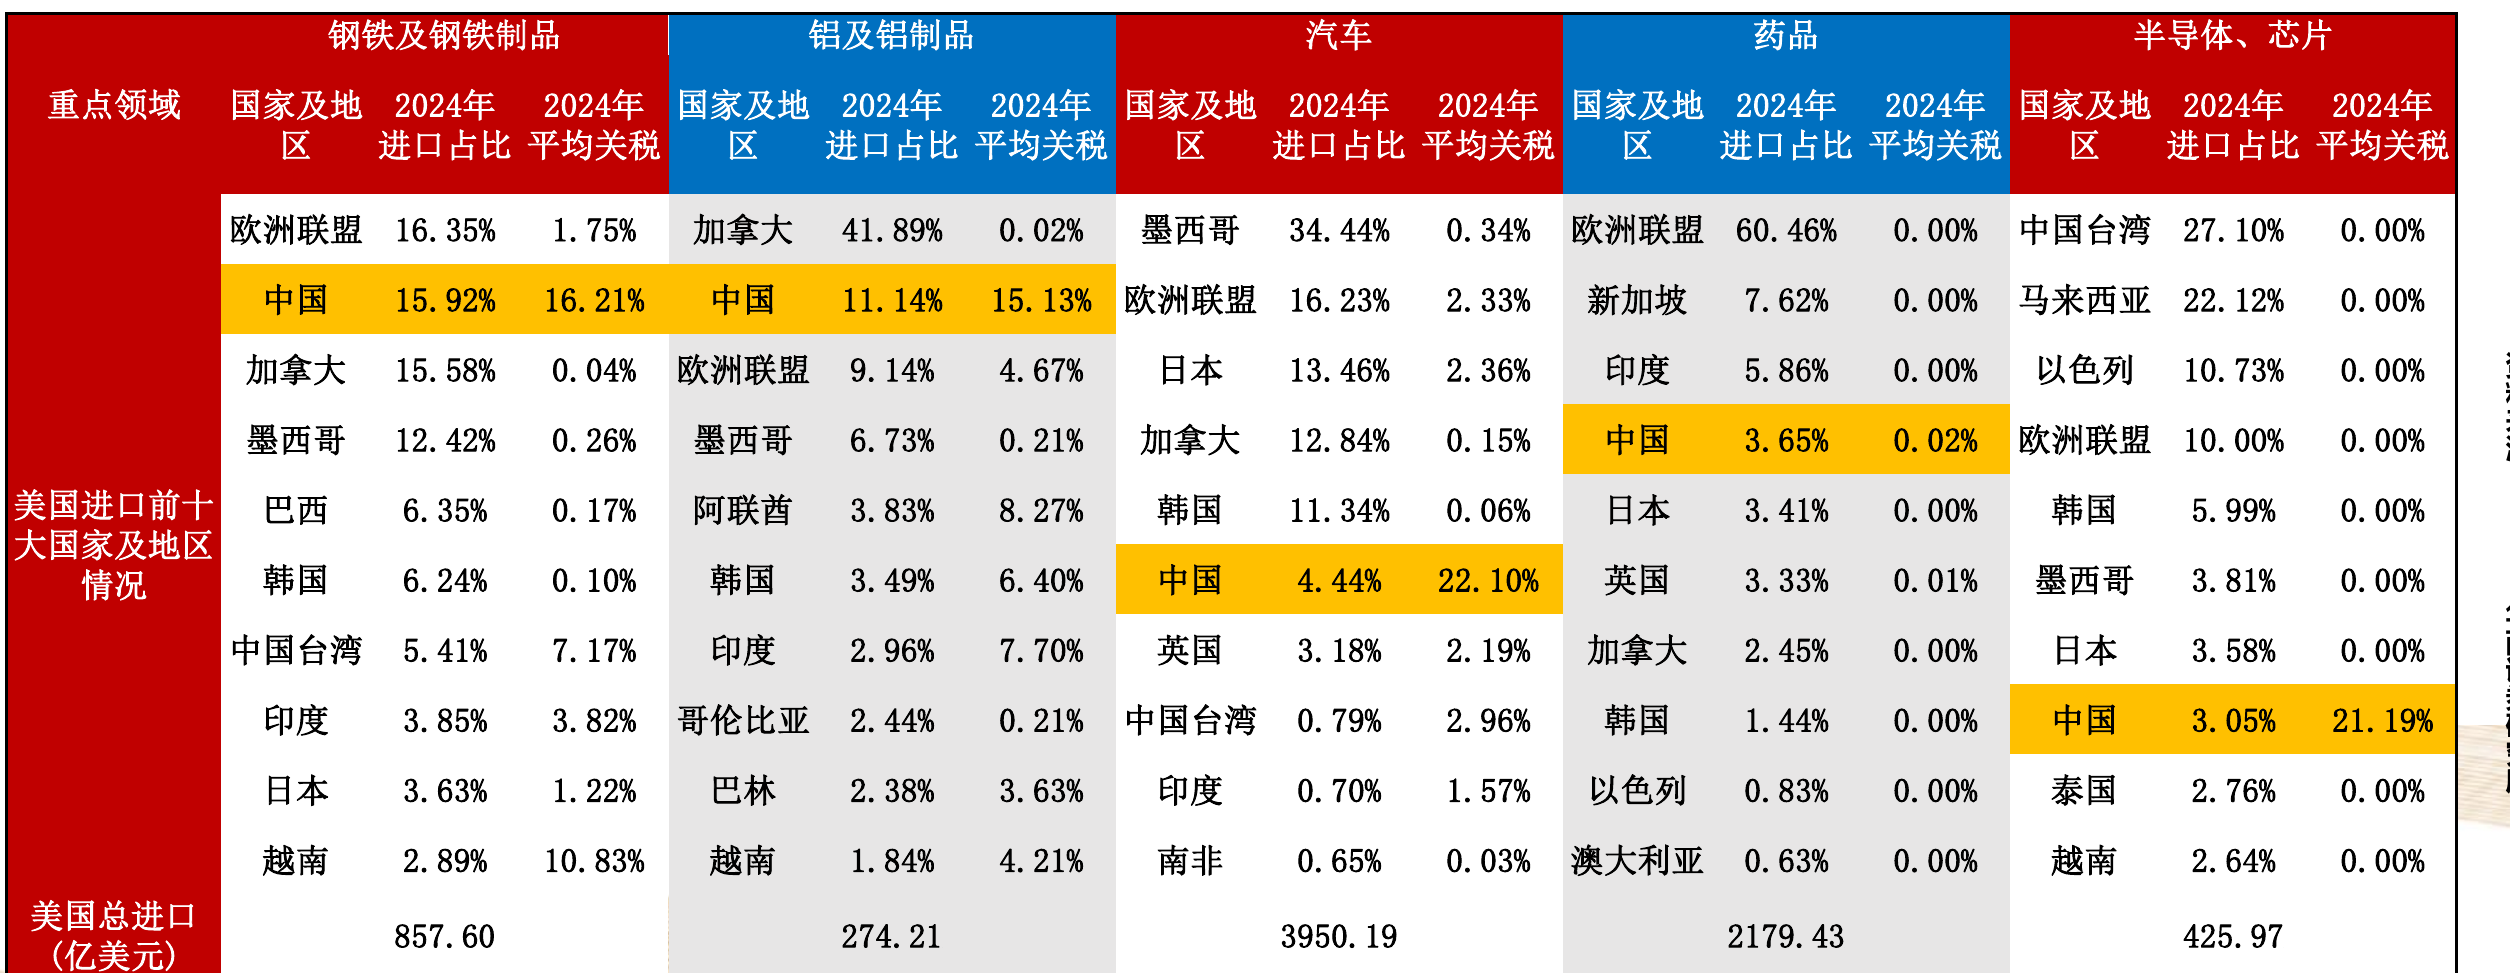 钢铁及钢铁制品 铝及铝制品 汽车 药品 半导体、芯片
重点领域 国家及地区 2024年进口占比 2024年平均关税 国家及地区 2024年进口占比 2024年平均关税 国家及地区 2024年进口占比 2024年平均关税 国家及地区 2024年进口占比 2024年平均关税 国家及地区 2024年进口占比 2024年平均关税
美国进口前十大国家及地区情况
欧洲联盟 16.35% 1.75% 加拿大 41.89% 0.02% 墨西哥 34.44% 0.34% 欧洲联盟 60.46% 0.00% 中国台湾 27.10% 0.00%
中国 15.92% 16.21% 中国 11.14% 15.13% 欧洲联盟 16.23% 2.33% 新加坡 7.62% 0.00% 马来西亚 22.12% 0.00%
加拿大 15.58% 0.04% 欧洲联盟 9.14% 4.67% 日本 13.46% 2.36% 印度 5.86% 0.00% 以色列 10.73% 0.00%
墨西哥 12.42% 0.26% 墨西哥 6.73% 0.21% 加拿大 12.84% 0.15% 中国 3.65% 0.02% 欧洲联盟 10.00% 0.00%
巴西 6.35% 0.17% 阿联酋 3.83% 8.27% 韩国 11.34% 0.06% 日本 3.41% 0.00% 韩国 5.99% 0.00%
韩国 6.24% 0.10% 韩国 3.49% 6.40% 中国 4.44% 22.10% 英国 3.33% 0.01% 墨西哥 3.81% 0.00%
中国台湾 5.41% 7.17% 印度 2.96% 7.70% 英国 3.18% 2.19% 加拿大 2.45% 0.00% 日本 3.58% 0.00%
印度 3.85% 3.82% 哥伦比亚 2.44% 0.21% 中国台湾 0.79% 2.96% 韩国 1.44% 0.00% 中国 3.05% 21.19%
日本 3.63% 1.22% 巴林 2.38% 3.63% 印度 0.70% 1.57% 以色列 0.83% 0.00% 泰国 2.76% 0.00%
越南 2.89% 10.83% 越南 1.84% 4.21% 南非 0.65% 0.03% 澳大利亚 0.63% 0.00% 越南 2.64% 0.00%
美国总进口(亿美元) 857.60 274.21 3950.19 2179.43 425.97